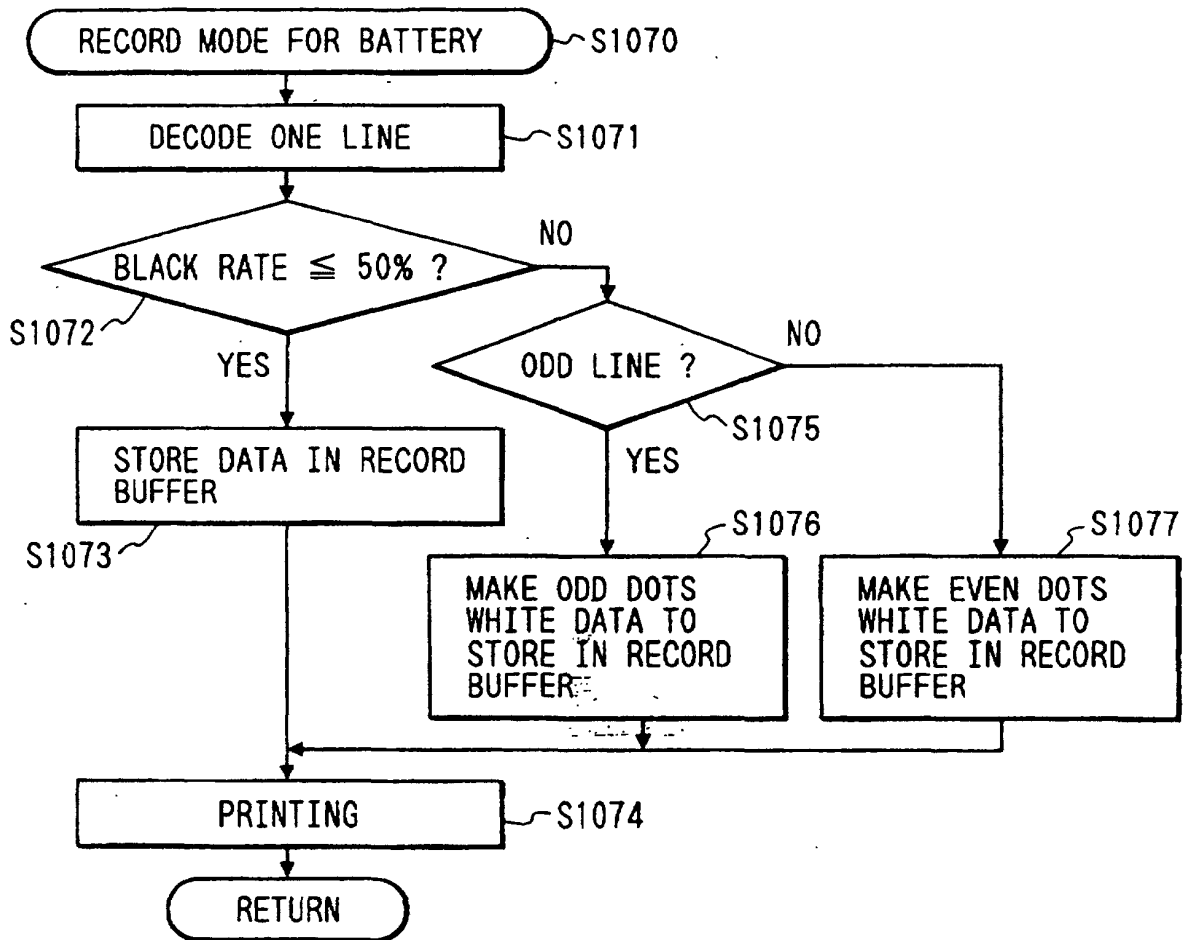 RECORD MODE FOR BATTERY
S1070
DECODE ONE LINE
S1071
BLACK RATE ≦ 50% ?
NO
S1072
YES
ODD LINE ?
NO
S1075
YES
STORE DATA IN RECORD
BUFFER
S1073
S1076
MAKE ODD DOTS
WHITE DATA TO
STORE IN RECORD
BUFFER
S1077
MAKE EVEN DOTS
WHITE DATA TO
STORE IN RECORD
BUFFER
PRINTING
S1074
RETURN